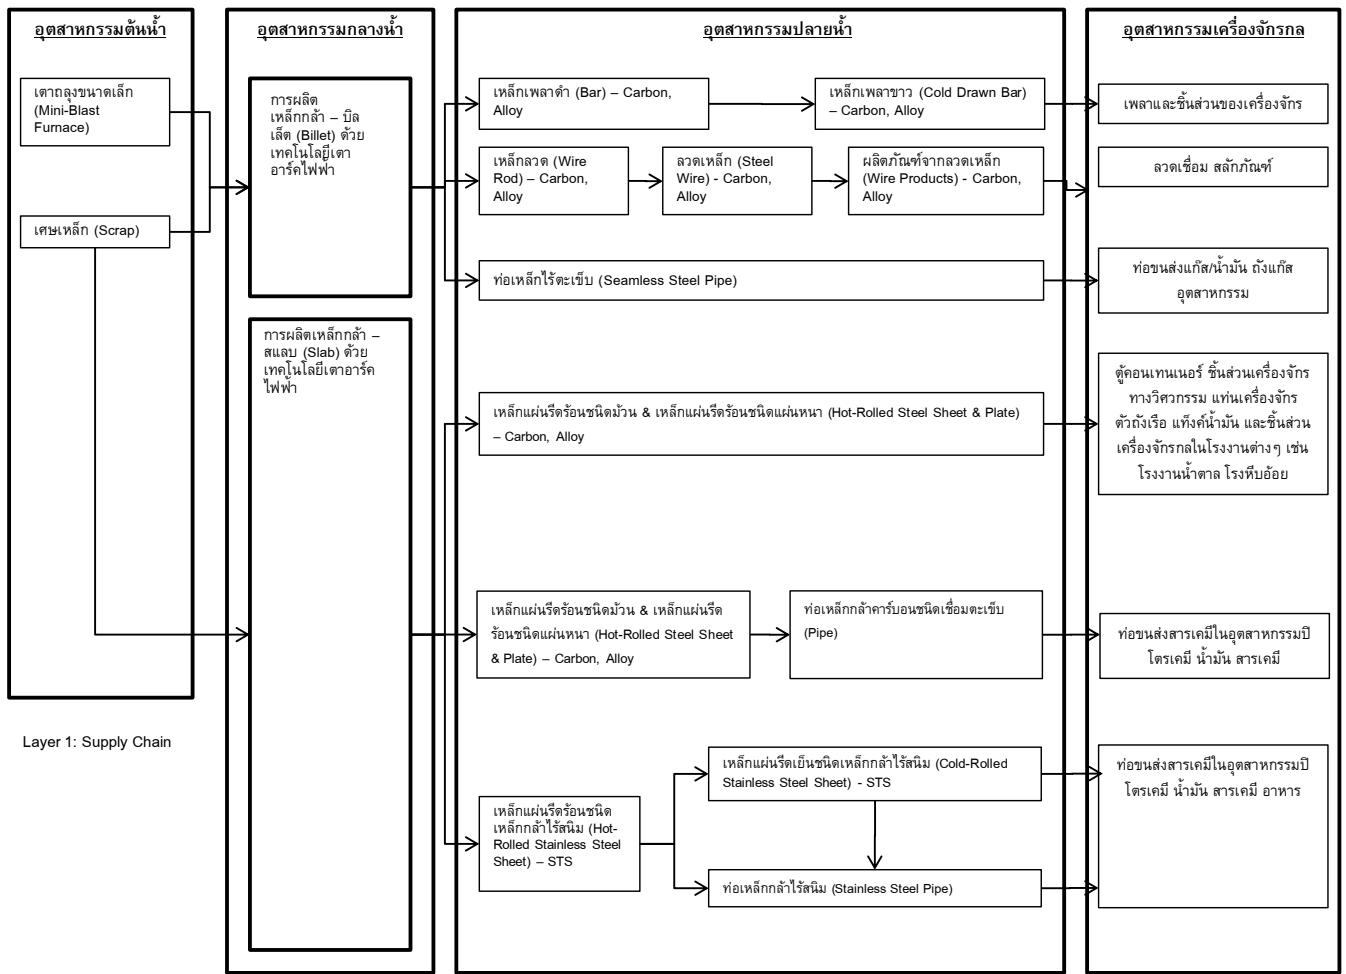 อุตสาหกรรมต้นน้ำ
เตาถลุงขนาดเล็ก
(Mini-Blast
Furnace)
เศษเหล็ก (Scrap)
Layer 1: Supply Chain
อุตสาหกรรมกลางน้ำ
การผลิต
เหล็กกล้า – บิล
เล็ต (Billet) ด้วย
เทคโนโลยีเตา
อาร์คไฟฟ้า
การผลิตเหล็กกล้า –
สแลบ (Slab) ด้วย
เทคโนโลยีเตาอาร์ค
ไฟฟ้า
อุตสาหกรรมปลายน้ำ
เหล็กเพลาดำ (Bar) – Carbon,
Alloy
เหล็กเพลาขาว (Cold Drawn Bar)
– Carbon, Alloy
เหล็กลวด (Wire
Rod) – Carbon,
Alloy
ลวดเหล็ก (Steel
Wire) - Carbon,
Alloy
ผลิตภัณฑ์จากลวดเหล็ก
(Wire Products) - Carbon,
Alloy
ท่อเหล็กไร้ตะเข็บ (Seamless Steel Pipe)
เหล็กแผ่นรีดร้อนชนิดม้วน & เหล็กแผ่นรีดร้อนชนิดแผ่นหนา (Hot-Rolled Steel Sheet & Plate)
– Carbon, Alloy
เหล็กแผ่นรีดร้อนชนิดม้วน & เหล็กแผ่นรีด
ร้อนชนิดแผ่นหนา (Hot-Rolled Steel Sheet
& Plate) – Carbon, Alloy
ท่อเหล็กกล้าคาร์บอนชนิดเชื่อมตะเข็บ
(Pipe)
เหล็กแผ่นรีดร้อนชนิด
เหล็กกล้าไร้สนิม (Hot-
Rolled Stainless Steel
Sheet) – STS
เหล็กแผ่นรีดเย็นชนิดเหล็กกล้าไร้สนิม (Cold-Rolled
Stainless Steel Sheet) - STS
ท่อเหล็กกล้าไร้สนิม (Stainless Steel Pipe)
อุตสาหกรรมเครื่องจักรกล
เพลาและชิ้นส่วนของเครื่องจักร
ลวดเชื่อม สลักภัณฑ์
ท่อขนส่งแก๊ส/น้ำมัน ถังแก๊ส
อุตสาหกรรม
ตู้คอนเทนเนอร์ ชิ้นส่วนเครื่องจักร
ทางวิศวกรรม แท่นเครื่องจักร
ตัวถังเรือ แท็งค์น้ำมัน และชิ้นส่วน
เครื่องจักรกลในโรงงานต่างๆ เช่น
โรงงานน้ำตาล โรงหีบอ้อย
ท่อขนส่งสารเคมีในอุตสาหกรรมปิ
โตรเคมี น้ำมัน สารเคมี
ท่อขนส่งสารเคมีในอุตสาหกรรมปิ
โตรเคมี น้ำมัน สารเคมี อาหาร